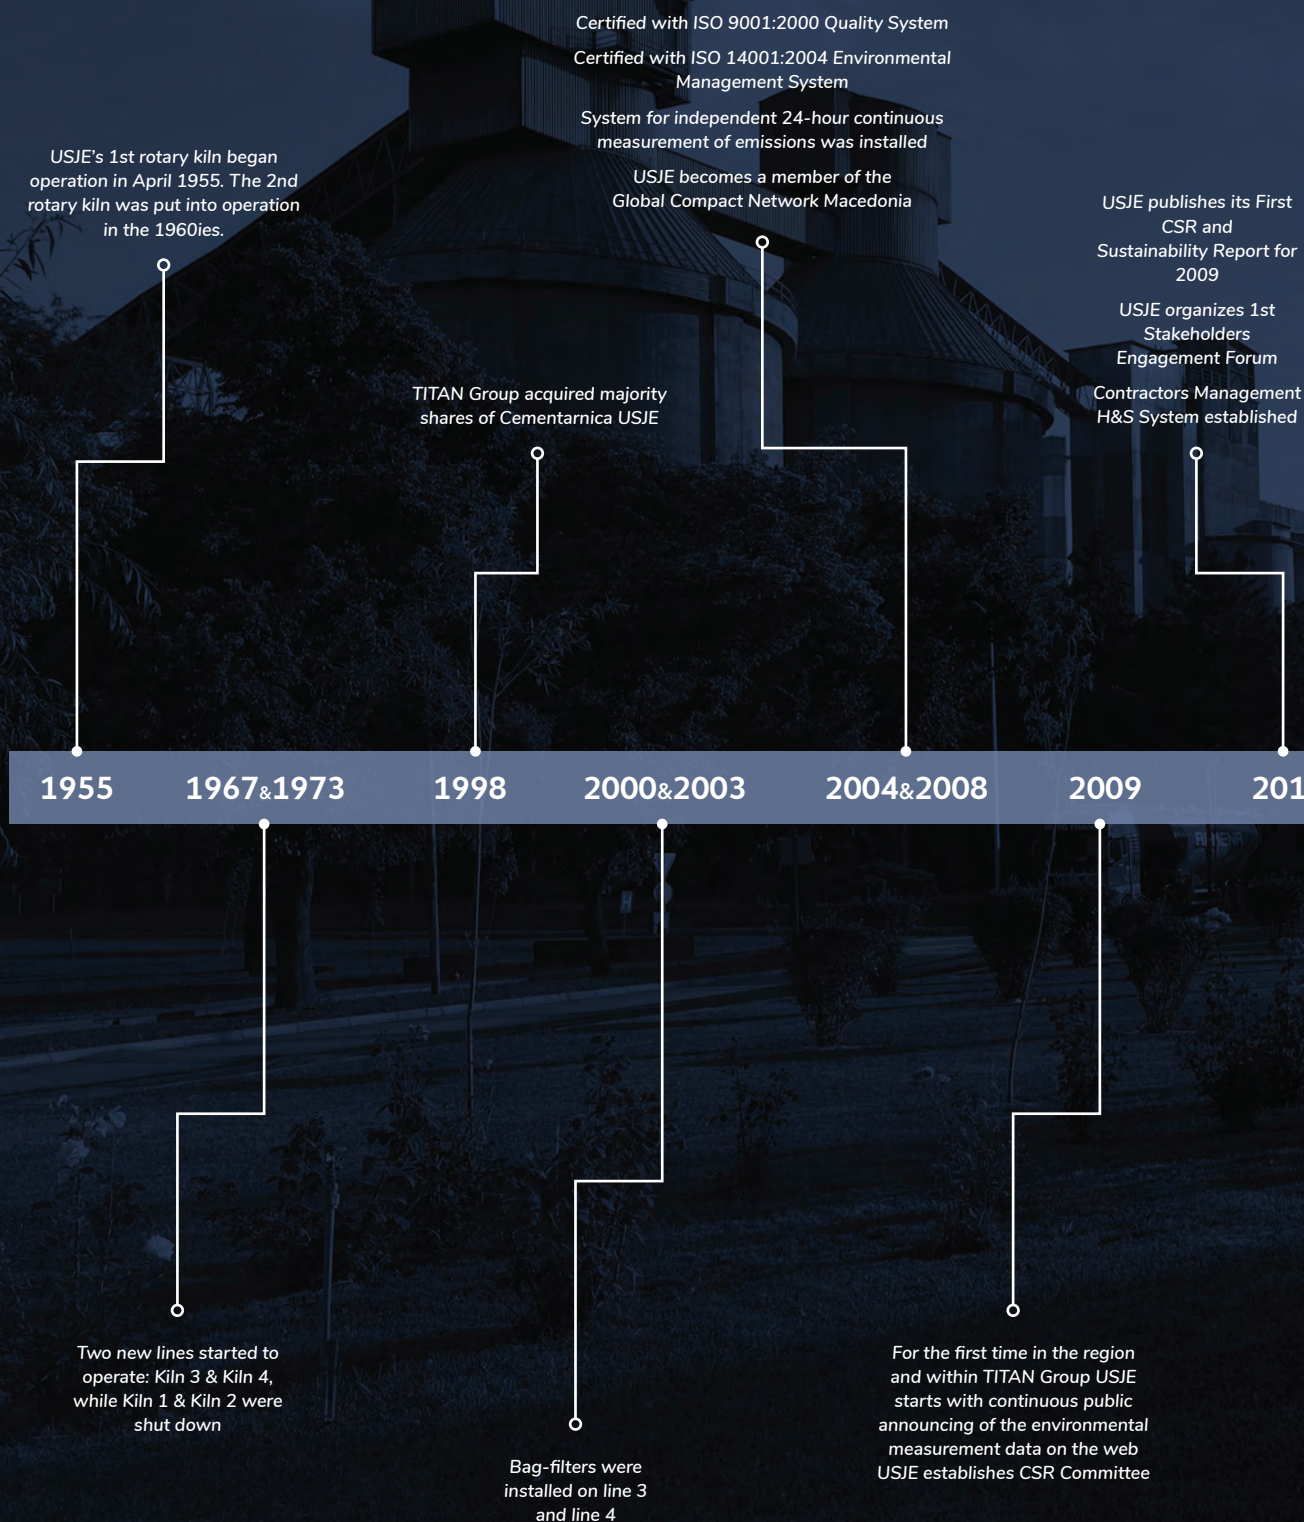 Certified with ISO 9001:2000 Quality System
Certified with ISO 14001:2004 Environmental
Management System
System for independent 24-hour continuous
measurement of emissions was installed
USJE becomes a member of the
Global Compact Network Macedonia
USJE’s 1st rotary kiln began
operation in April 1955. The 2nd
rotary kiln was put into operation
in the 1960ies.
USJE publishes its First
CSR and
Sustainability Report for
2009
USJE organizes 1st
Stakeholders
Engagement Forum
Contractors Management
H&S System established
TITAN Group acquired majority
shares of Cementarnica USJE
1955
1967&1973
1998
2000&2003
2004&2008
2009
201
Two new lines started to
operate: Kiln 3 & Kiln 4,
while Kiln 1 & Kiln 2 were
shut down
Bag-filters were
installed on line 3
and line 4
For the first time in the region
and within TITAN Group USJE
starts with continuous public
announcing of the environmental
measurement data on the web
USJE establishes CSR Committee